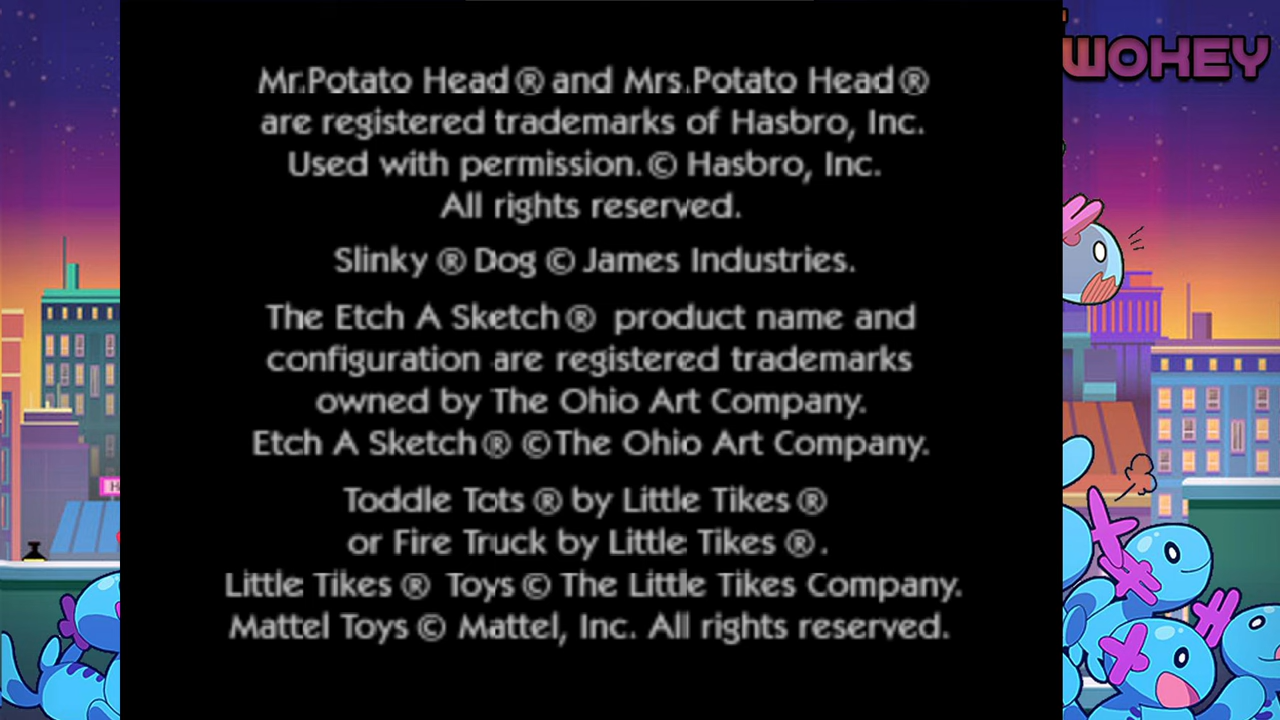 Mr.Potato Head® and Mrs.Potato Head®
are registered trademarks of Hasbro, Inc.
Used with permission.© Hasbro, Inc.
All rights reserved.
Slinky ® Dog © James Industries.
The Etch A Sketch® product name and
configuration are registered trademarks
owned by The Ohio Art Company.
Etch A Sketch® ©The Ohio Art Company.
Toddle Tots ® by Little Tikes ®
or Fire Truck by Little Tikes ®.
Little Tikes ® Toys © The Little Tikes Company.
Mattel Toys © Mattel, Inc. All rights reserved.
WOKEY